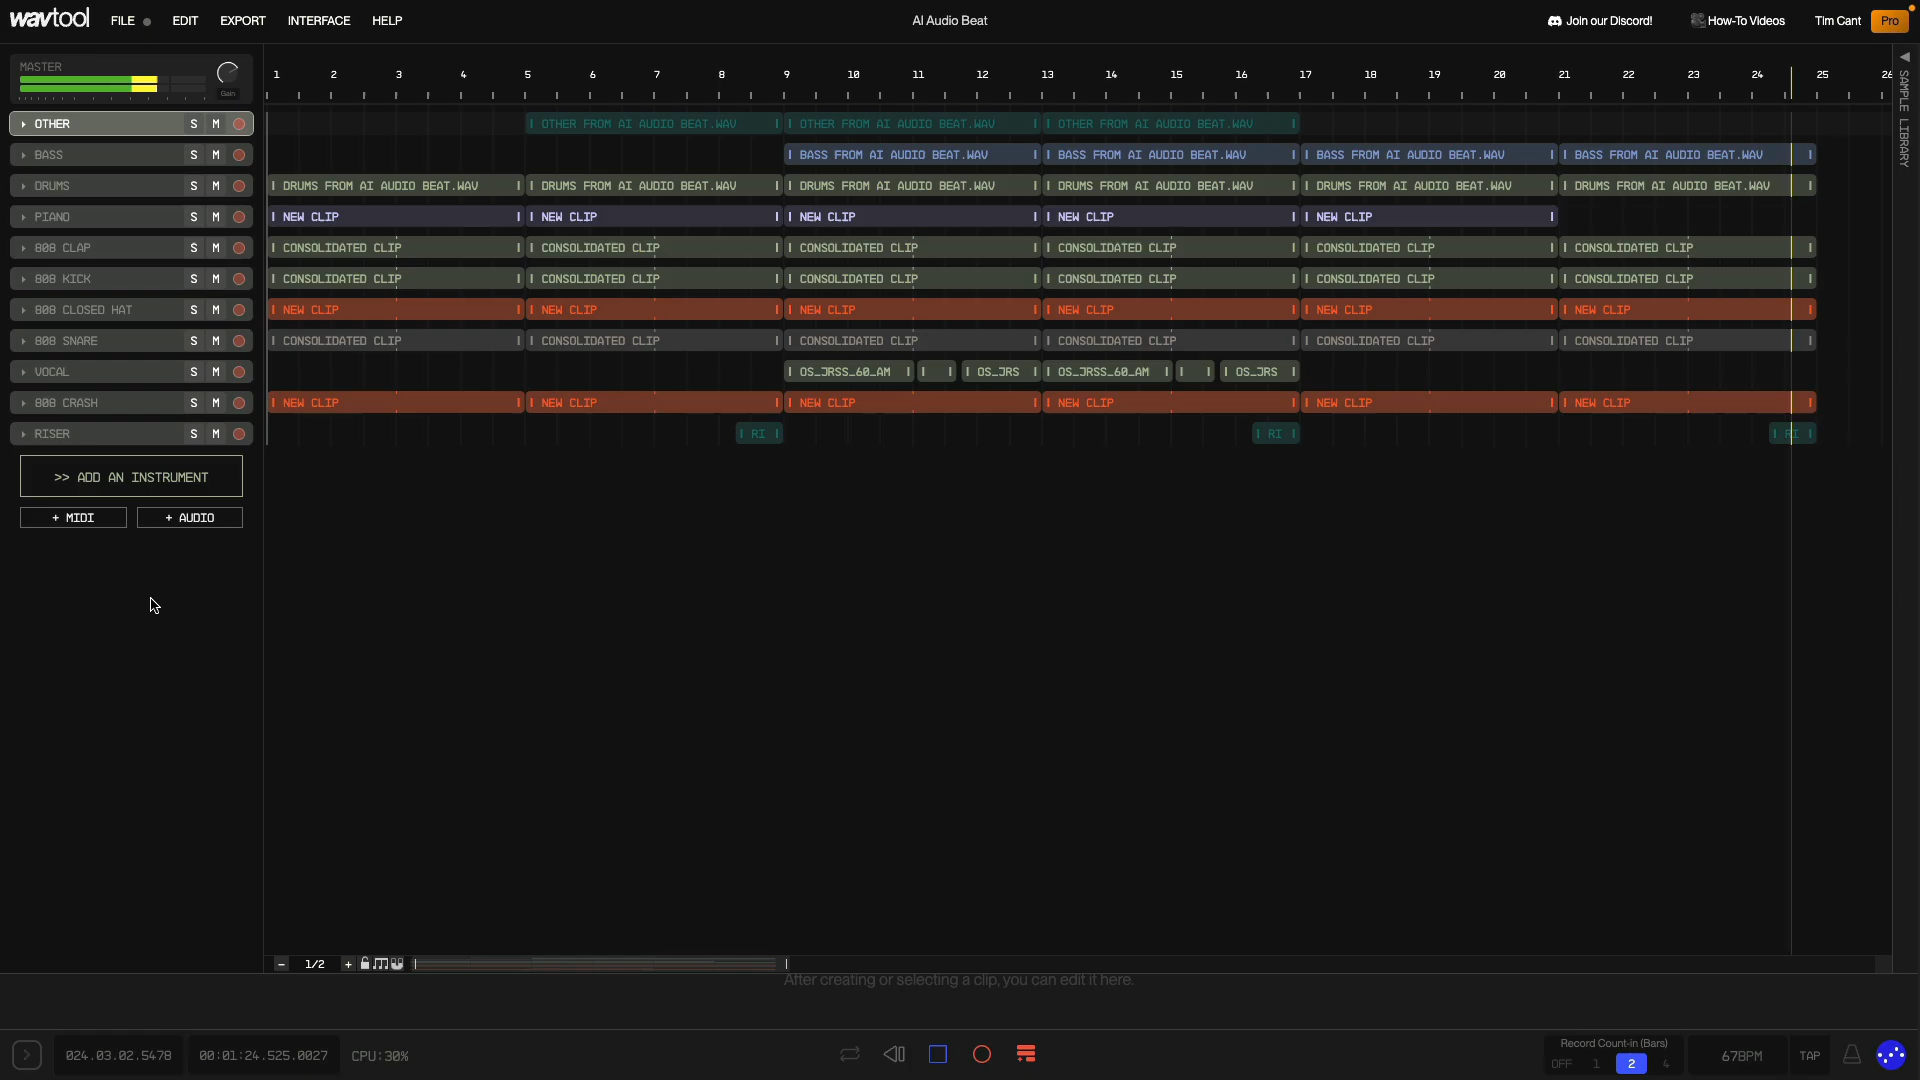 wavtool FILE EDIT EXPORT INTERFACE HELP AI Audio Beat Join our Discord! How-To Videos Tim Cant Pro
MASTER Gain
1 2 3 4 5 6 7 8 9 10 11 12 13 14 15 16 17 18 19 20 21 22 23 24 25 26
SAMPLE LIBRARY
OTHER S M OTHER FROM AI AUDIO BEAT.WAV OTHER FROM AI AUDIO BEAT.WAV OTHER FROM AI AUDIO BEAT.WAV
BASS S M BASS FROM AI AUDIO BEAT.WAV BASS FROM AI AUDIO BEAT.WAV BASS FROM AI AUDIO BEAT.WAV BASS FROM AI AUDIO BEAT.WAV
DRUMS S M DRUMS FROM AI AUDIO BEAT.WAV DRUMS FROM AI AUDIO BEAT.WAV DRUMS FROM AI AUDIO BEAT.WAV DRUMS FROM AI AUDIO BEAT.WAV DRUMS FROM AI AUDIO BEAT.WAV DRUMS FROM AI AUDIO BEAT.WAV
PIANO S M NEW CLIP NEW CLIP NEW CLIP NEW CLIP NEW CLIP
808 CLAP S M CONSOLIDATED CLIP CONSOLIDATED CLIP CONSOLIDATED CLIP CONSOLIDATED CLIP CONSOLIDATED CLIP CONSOLIDATED CLIP
808 KICK S M CONSOLIDATED CLIP CONSOLIDATED CLIP CONSOLIDATED CLIP CONSOLIDATED CLIP CONSOLIDATED CLIP CONSOLIDATED CLIP
808 CLOSED HAT S M NEW CLIP NEW CLIP NEW CLIP NEW CLIP NEW CLIP NEW CLIP
808 SNARE S M CONSOLIDATED CLIP CONSOLIDATED CLIP CONSOLIDATED CLIP CONSOLIDATED CLIP CONSOLIDATED CLIP CONSOLIDATED CLIP
VOCAL S M OS_JRSS_60_AM OS_JRS OS_JRSS_60_AM OS_JRS
808 CRASH S M NEW CLIP NEW CLIP NEW CLIP NEW CLIP NEW CLIP NEW CLIP
RISER S M RI RI RI
>> ADD AN INSTRUMENT
+ MIDI + AUDIO
- 1/2 +
After creating or selecting a clip, you can edit it here.
024.03.02.5478 00:01:24.525.0027 CPU:30% Record Count-in (Bars) 67BPM TAP
OFF 1 2 4